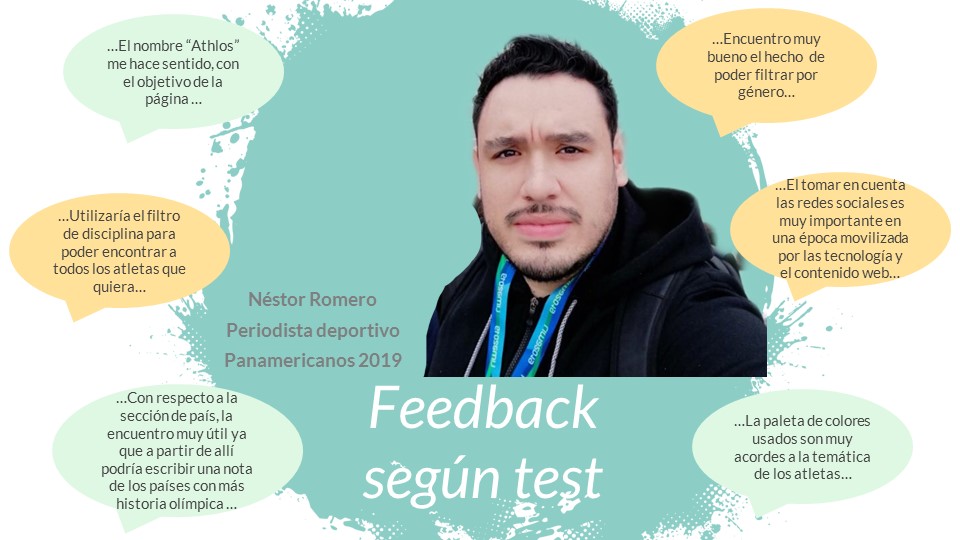 …El nombre “Athlos”
me hace sentido, con
el objetivo de la
página …
…Encuentro muy
bueno el hecho de
poder filtrar por
género…
…Utilizaría el filtro
de disciplina para
poder encontrar a
todos los atletas que
quiera…
…El tomar en cuenta
las redes sociales es
muy importante en
una época movilizada
por las tecnología y
el contenido web…
Néstor Romero
Periodista deportivo
Panamericanos 2019
…Con respecto a la
sección de país, la
encuentro muy útil ya
que a partir de allí
podría escribir una nota
de los países con más
historia olímpica …
…La paleta de colores
usados son muy
acordes a la temática
de los atletas…
Feedback
según test